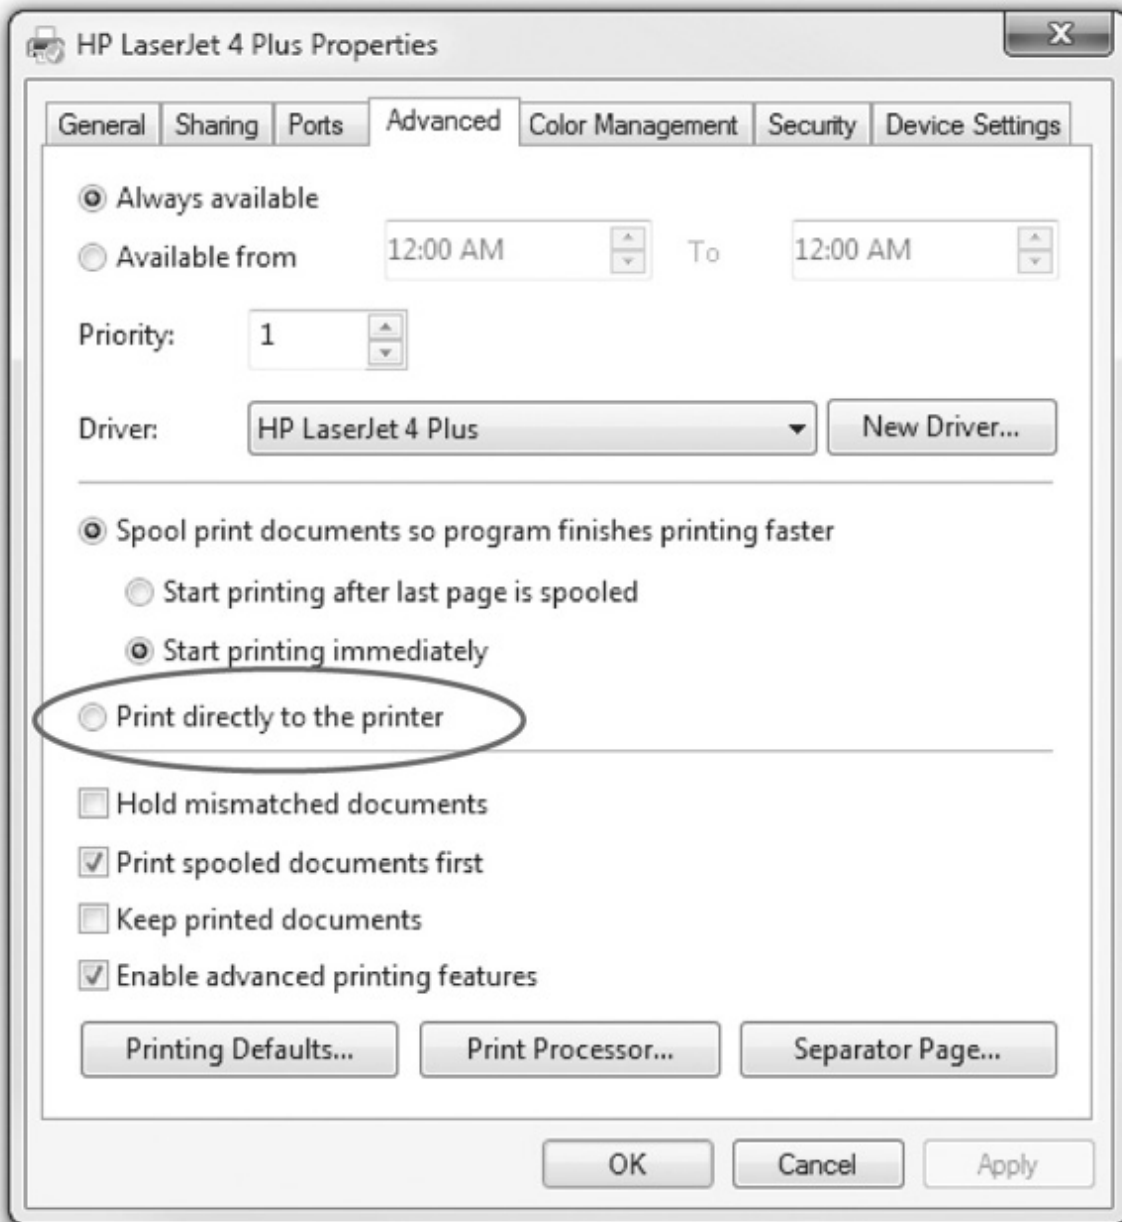 HP LaserJet 4 Plus Properties
General Sharing Ports Advanced Color Management Security Device Settings
Always available
Available from 12:00 AM To 12:00 AM
Priority: 1
Driver: HP LaserJet 4 Plus New Driver...
Spool print documents so program finishes printing faster
Start printing after last page is spooled
Start printing immediately
Print directly to the printer
Hold mismatched documents
Print spooled documents first
Keep printed documents
Enable advanced printing features
Printing Defaults... Print Processor... Separator Page...
OK Cancel Apply